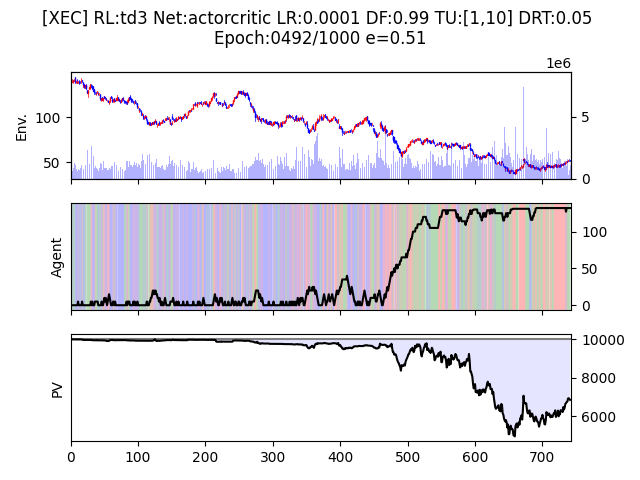 [XEC] RL:td3 Net:actorcritic LR:0.0001 DF:0.99 TU:[1,10] DRT:0.05
Epoch:0492/1000 e=0.51
1e6
Env.
100
50
5
0
Agent
100
50
0
PV
10000
8000
6000
0 100 200 300 400 500 600 700